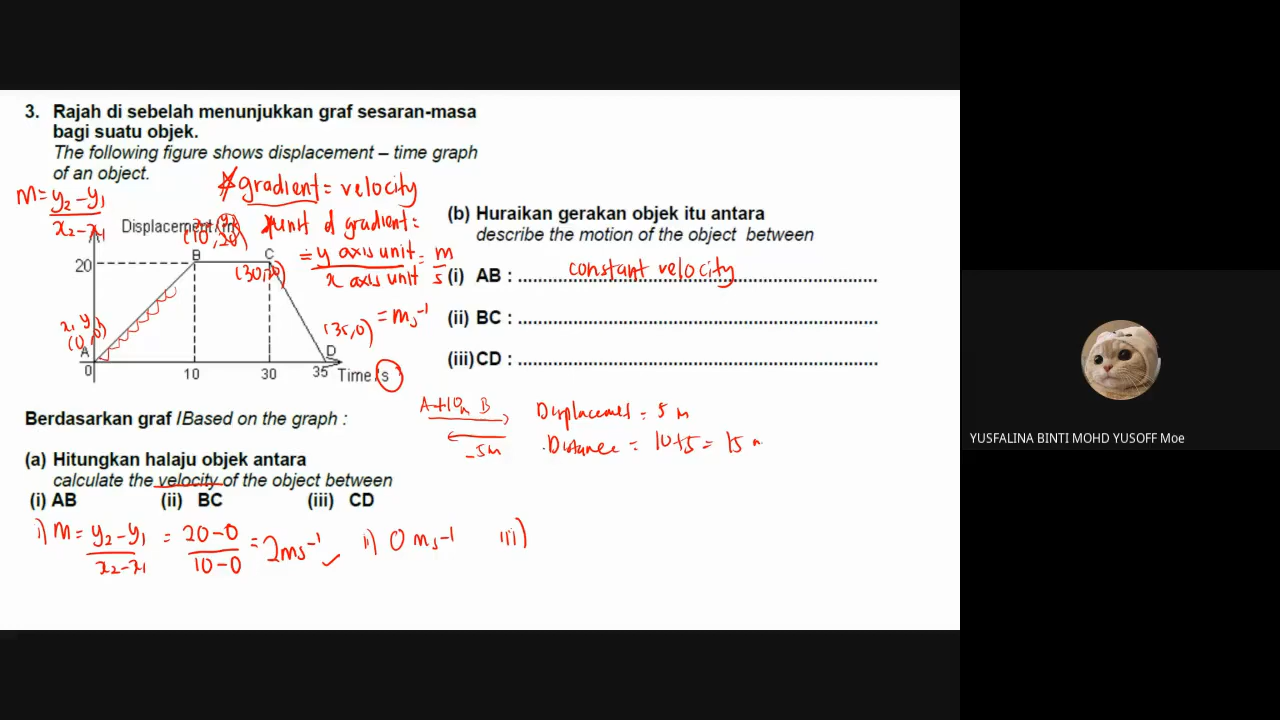 3. Rajah di sebelah menunjukkan graf sesaran-masa
bagi suatu objek.
The following figure shows displacement – time graph
of an object.
M = y2 - y1
x2 - x1
gradient = velocity
unit of gradient:
= y axis unit = m
x axis unit s
= ms-1
Displacement (m)
(10, 20)
B
C
20
(30, 20)
x, y,
(0, 0)
(35, 0)
A
D
0
10
30
35
Time (s)
(b) Huraikan gerakan objek itu antara
describe the motion of the object between
(i) AB : constant velocity
(ii) BC :
(iii) CD :
Berdasarkan graf / Based on the graph :
A +10m B
-5m
Displacement = 5 m
Distance = 10+5 = 15 m
(a) Hitungkan halaju objek antara
calculate the velocity of the object between
(i) AB (ii) BC (iii) CD
i) M = y2 - y1 = 20 - 0 = 2ms-1 ii) 0 ms-1 iii)
x2 - x1 10 - 0
YUSFALINA BINTI MOHD YUSOFF Moe